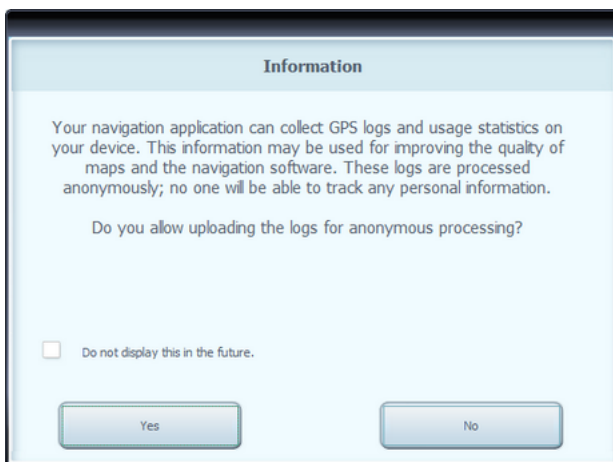 Information
Your navigation application can collect GPS logs and usage statistics on
your device. This information may be used for improving the quality of
maps and the navigation software. These logs are processed
anonymously; no one will be able to track any personal information.
Do you allow uploading the logs for anonymous processing?
Do not display this in the future.
Yes
No